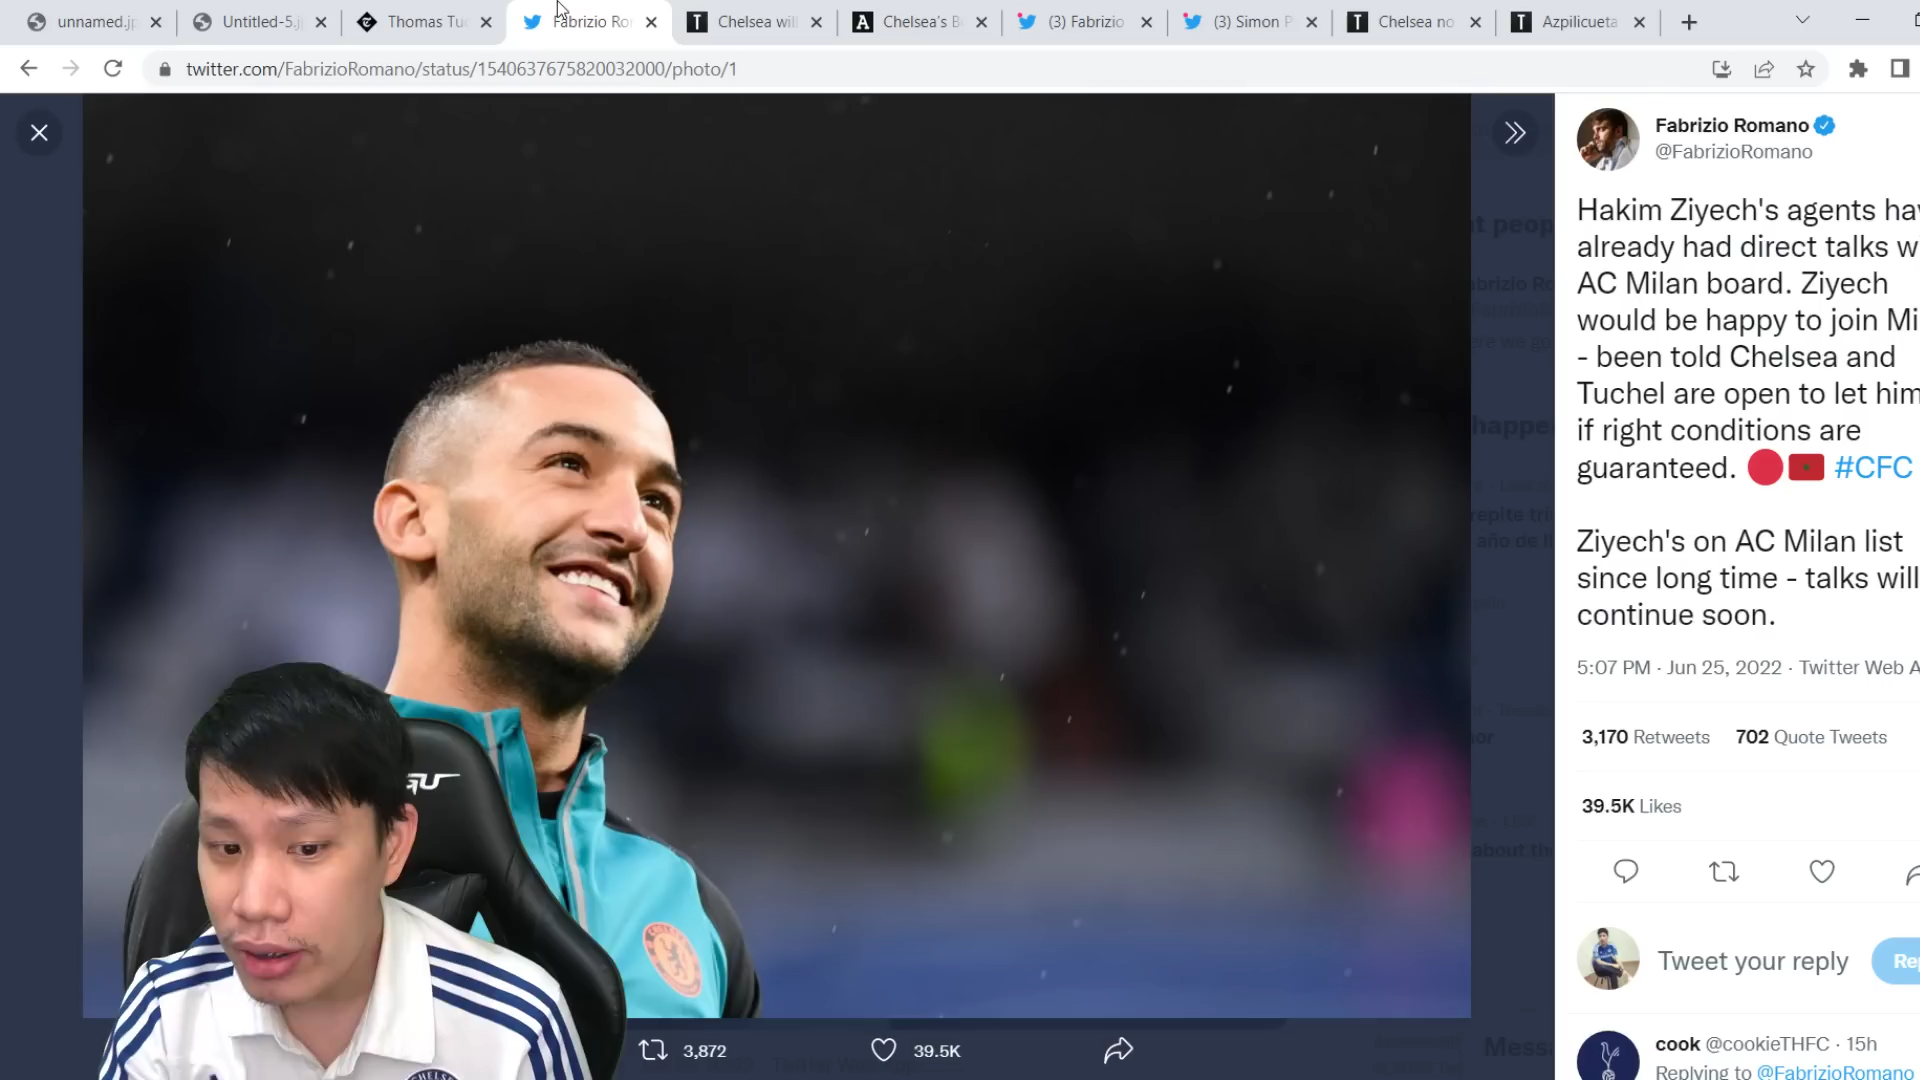 unnamed.jp
Untitled-5.j
Thomas Tuc
Fabrizio Ro
Chelsea will
Chelsea's B
(3) Fabrizio
(3) Simon P
Chelsea no
Azpilicueta
twitter.com/FabrizioRomano/status/1540637675820032000/photo/1
Fabrizio Romano
@FabrizioRomano
Hakim Ziyech's agents hav
already had direct talks w
AC Milan board. Ziyech
would be happy to join Mi
- been told Chelsea and
Tuchel are open to let him
if right conditions are
guaranteed. #CFC
Ziyech's on AC Milan list
since long time - talks will
continue soon.
5:07 PM · Jun 25, 2022 · Twitter Web A
3,170 Retweets 702 Quote Tweets
39.5K Likes
Tweet your reply
Rep
cook @cookieTHFC · 15h
Replying to @FabrizioRomano
3,872
39.5K
CHELSEA